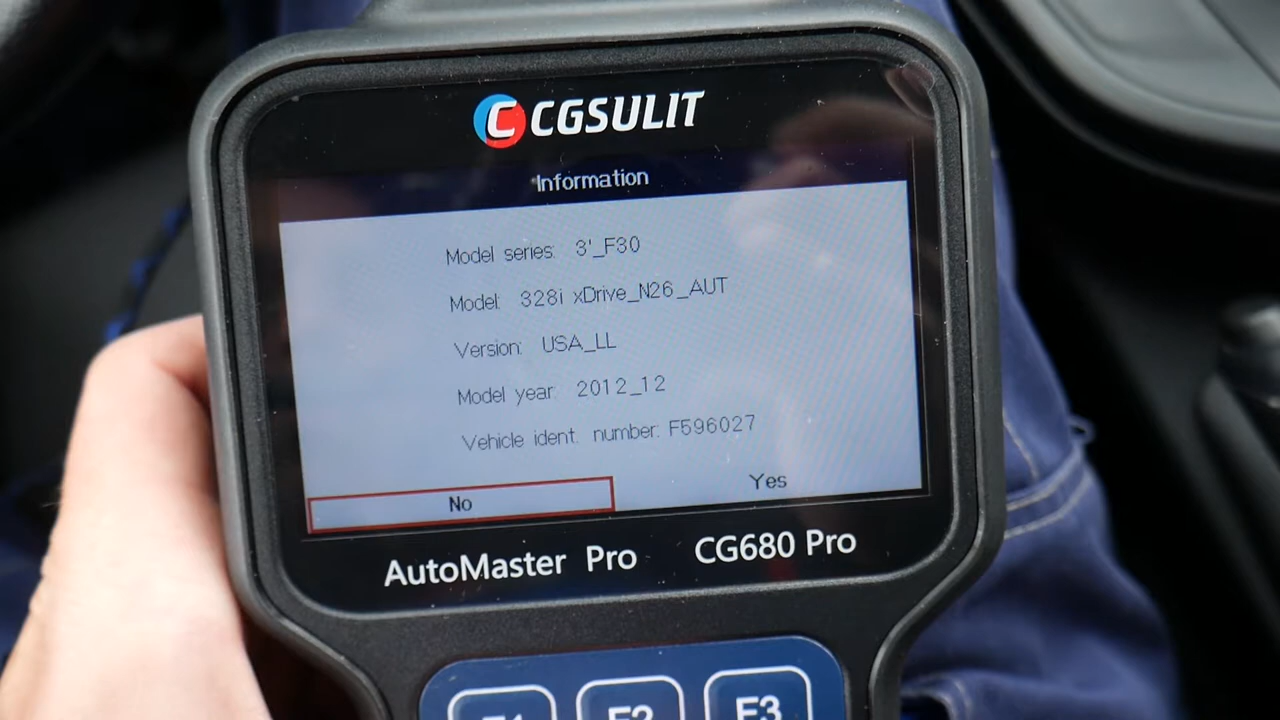 CGSULIT
Information
Model series: 3'_F30
Model: 328i xDrive_N26_AUT
Version: USA_LL
Model year: 2012_12
Vehicle ident. number: F596027
No Yes
AutoMaster Pro CG680 Pro
F1 F2 F3